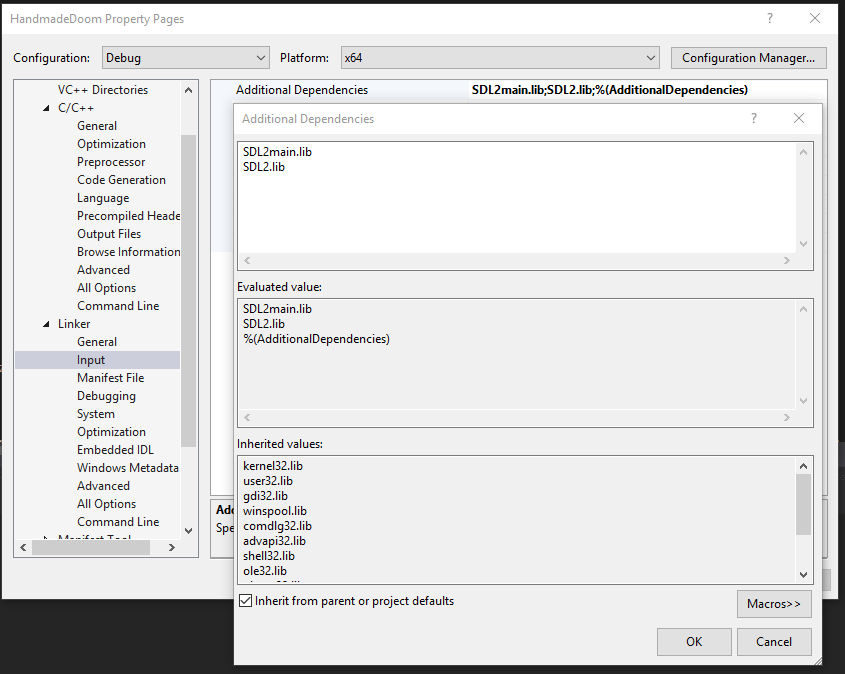 HandmadeDoom Property Pages
Configuration: Debug Platform: x64 Configuration Manager...
VC++ Directories
C/C++
General
Optimization
Preprocessor
Code Generation
Language
Precompiled Heade
Output Files
Browse Information
Advanced
All Options
Command Line
Linker
General
Input
Manifest File
Debugging
System
Optimization
Embedded IDL
Windows Metadata
Advanced
All Options
Command Line
Additional Dependencies SDL2main.lib;SDL2.lib;%(AdditionalDependencies)
Add
Spe
Additional Dependencies
SDL2main.lib
SDL2.lib
Evaluated value:
SDL2main.lib
SDL2.lib
%(AdditionalDependencies)
Inherited values:
kernel32.lib
user32.lib
gdi32.lib
winspool.lib
comdlg32.lib
advapi32.lib
shell32.lib
ole32.lib
Inherit from parent or project defaults
Macros>>
OK Cancel